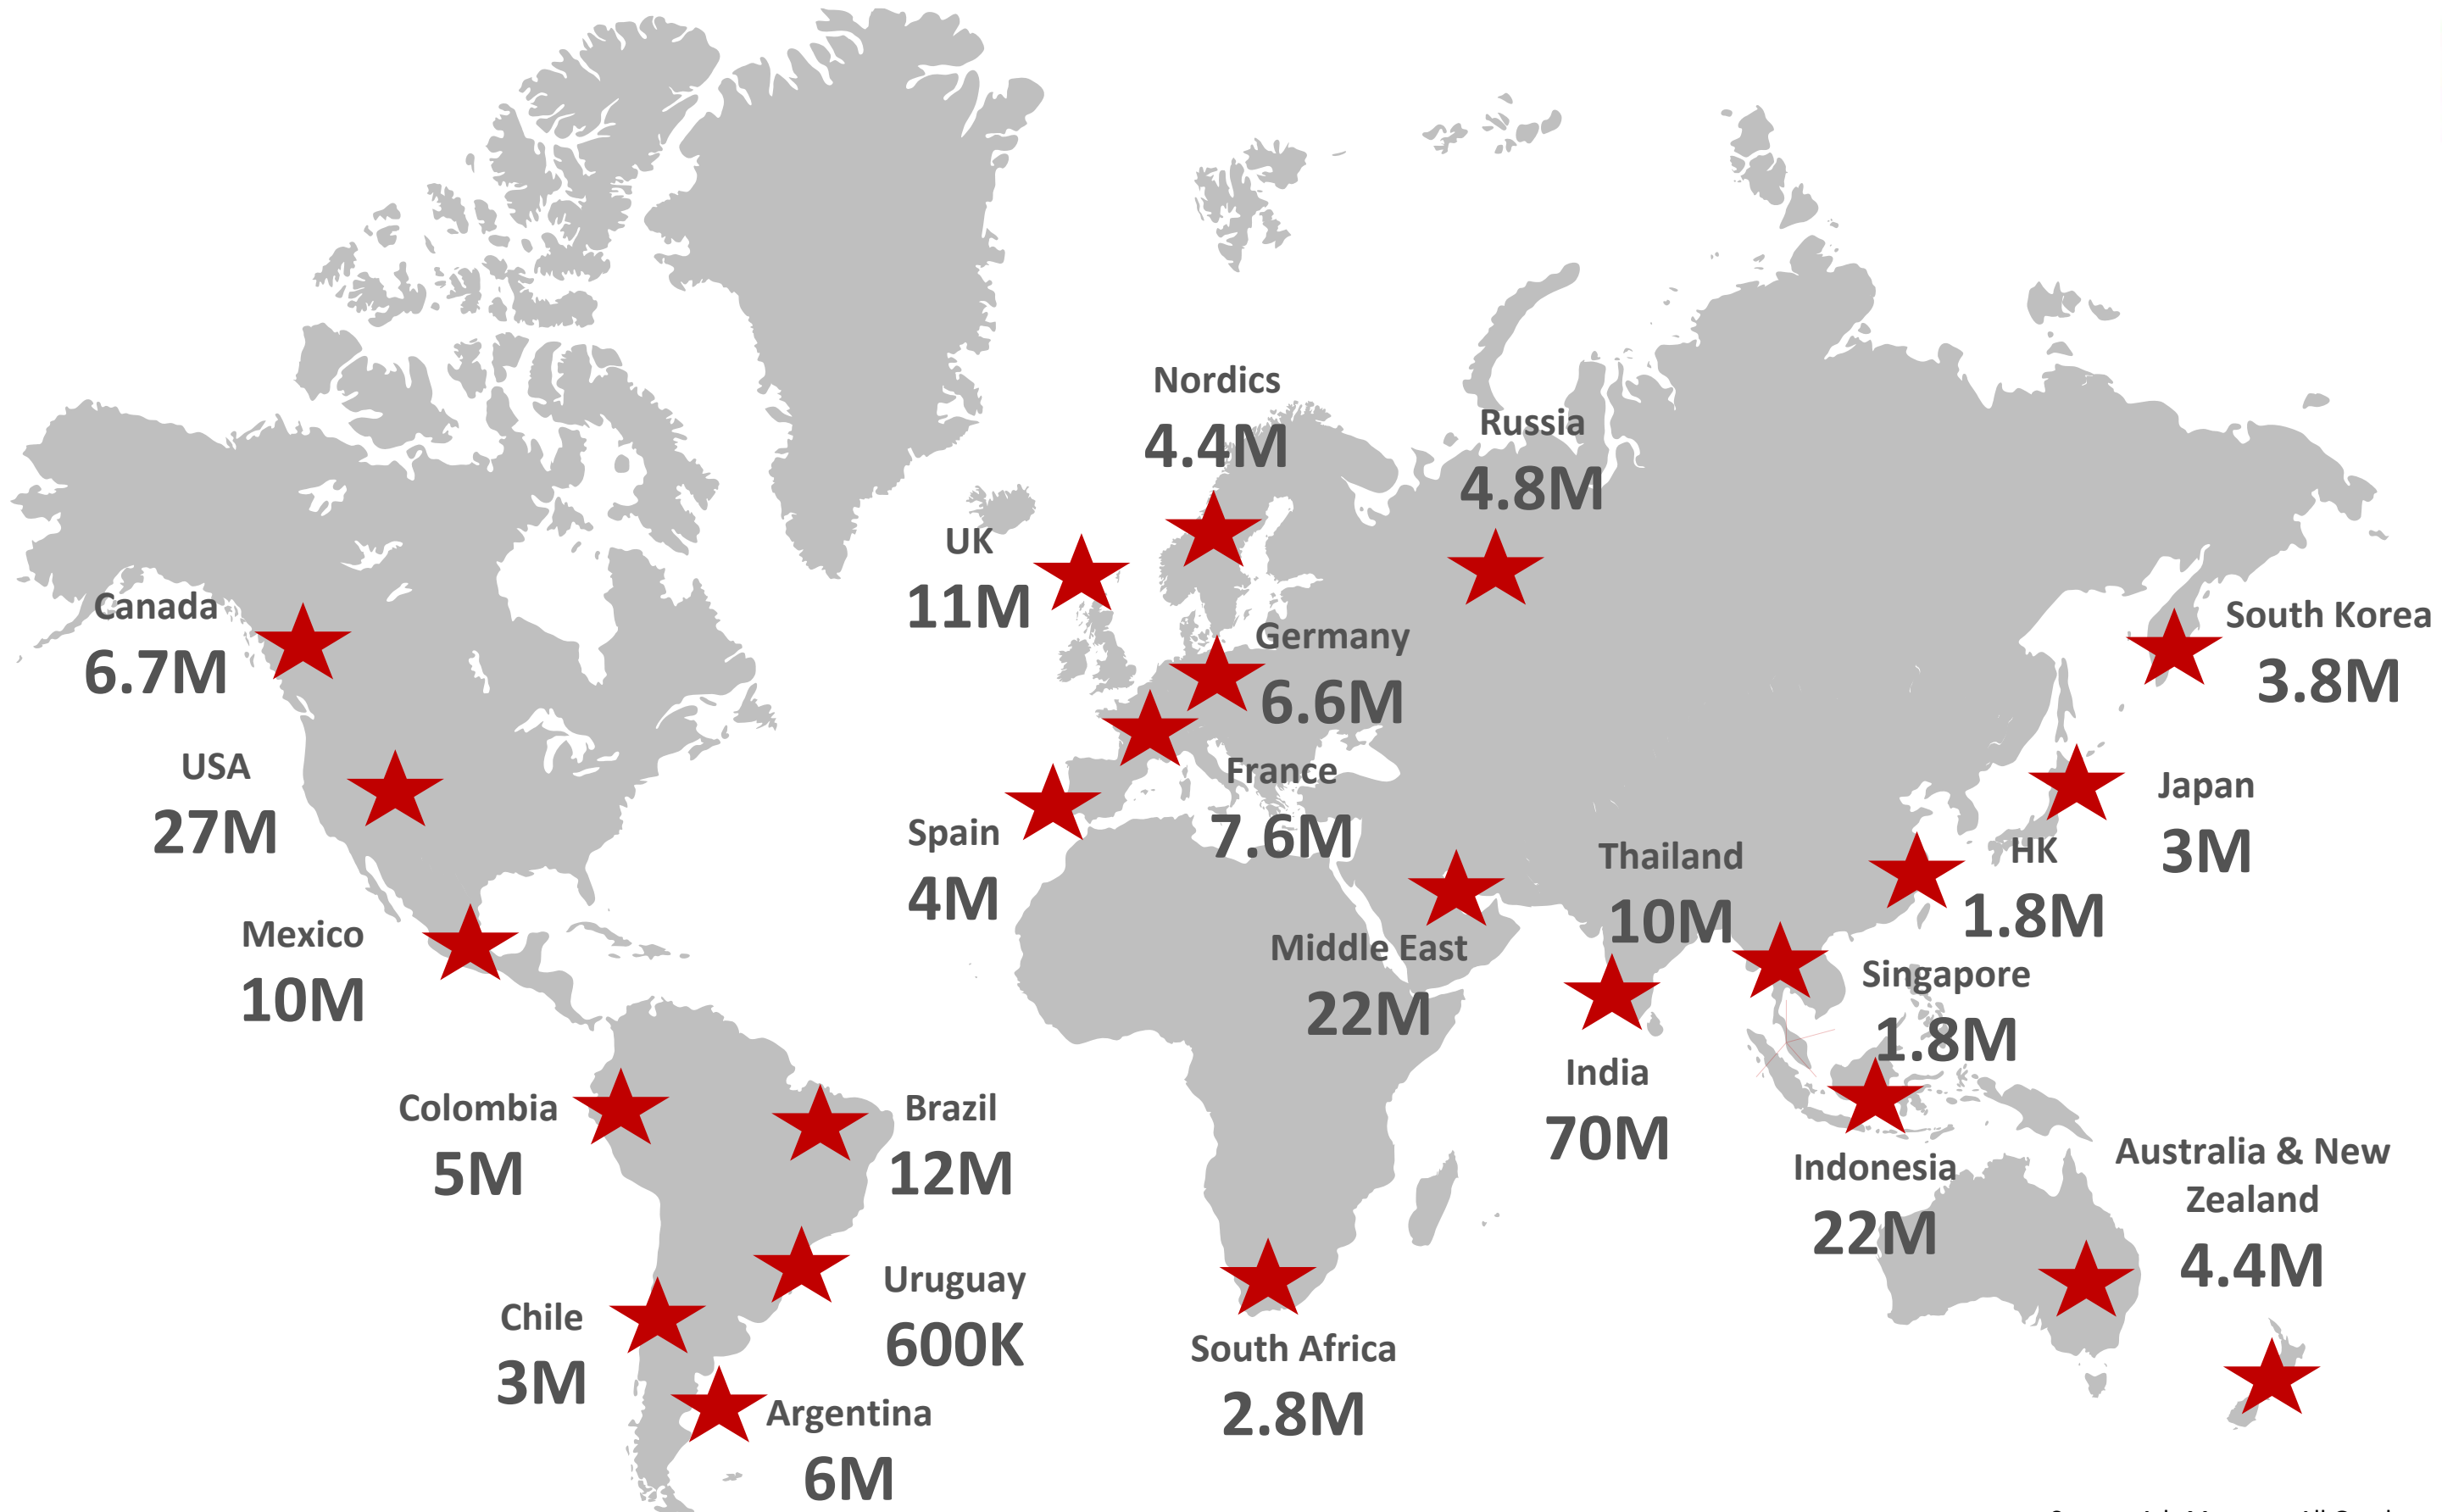 Nordics
4.4M
Russia
4.8M
UK
11M
Canada
6.7M
South Korea
3.8M
Germany
6.6M
USA
27M
France
7.6M
Japan
3M
Spain
4M
Thailand
10M
HK
1.8M
Mexico
10M
Middle East
22M
Singapore
1.8M
India
70M
Colombia
5M
Brazil
12M
Indonesia
22M
Australia & New
Zealand
4.4M
Uruguay
600K
Chile
3M
South Africa
2.8M
Argentina
6M